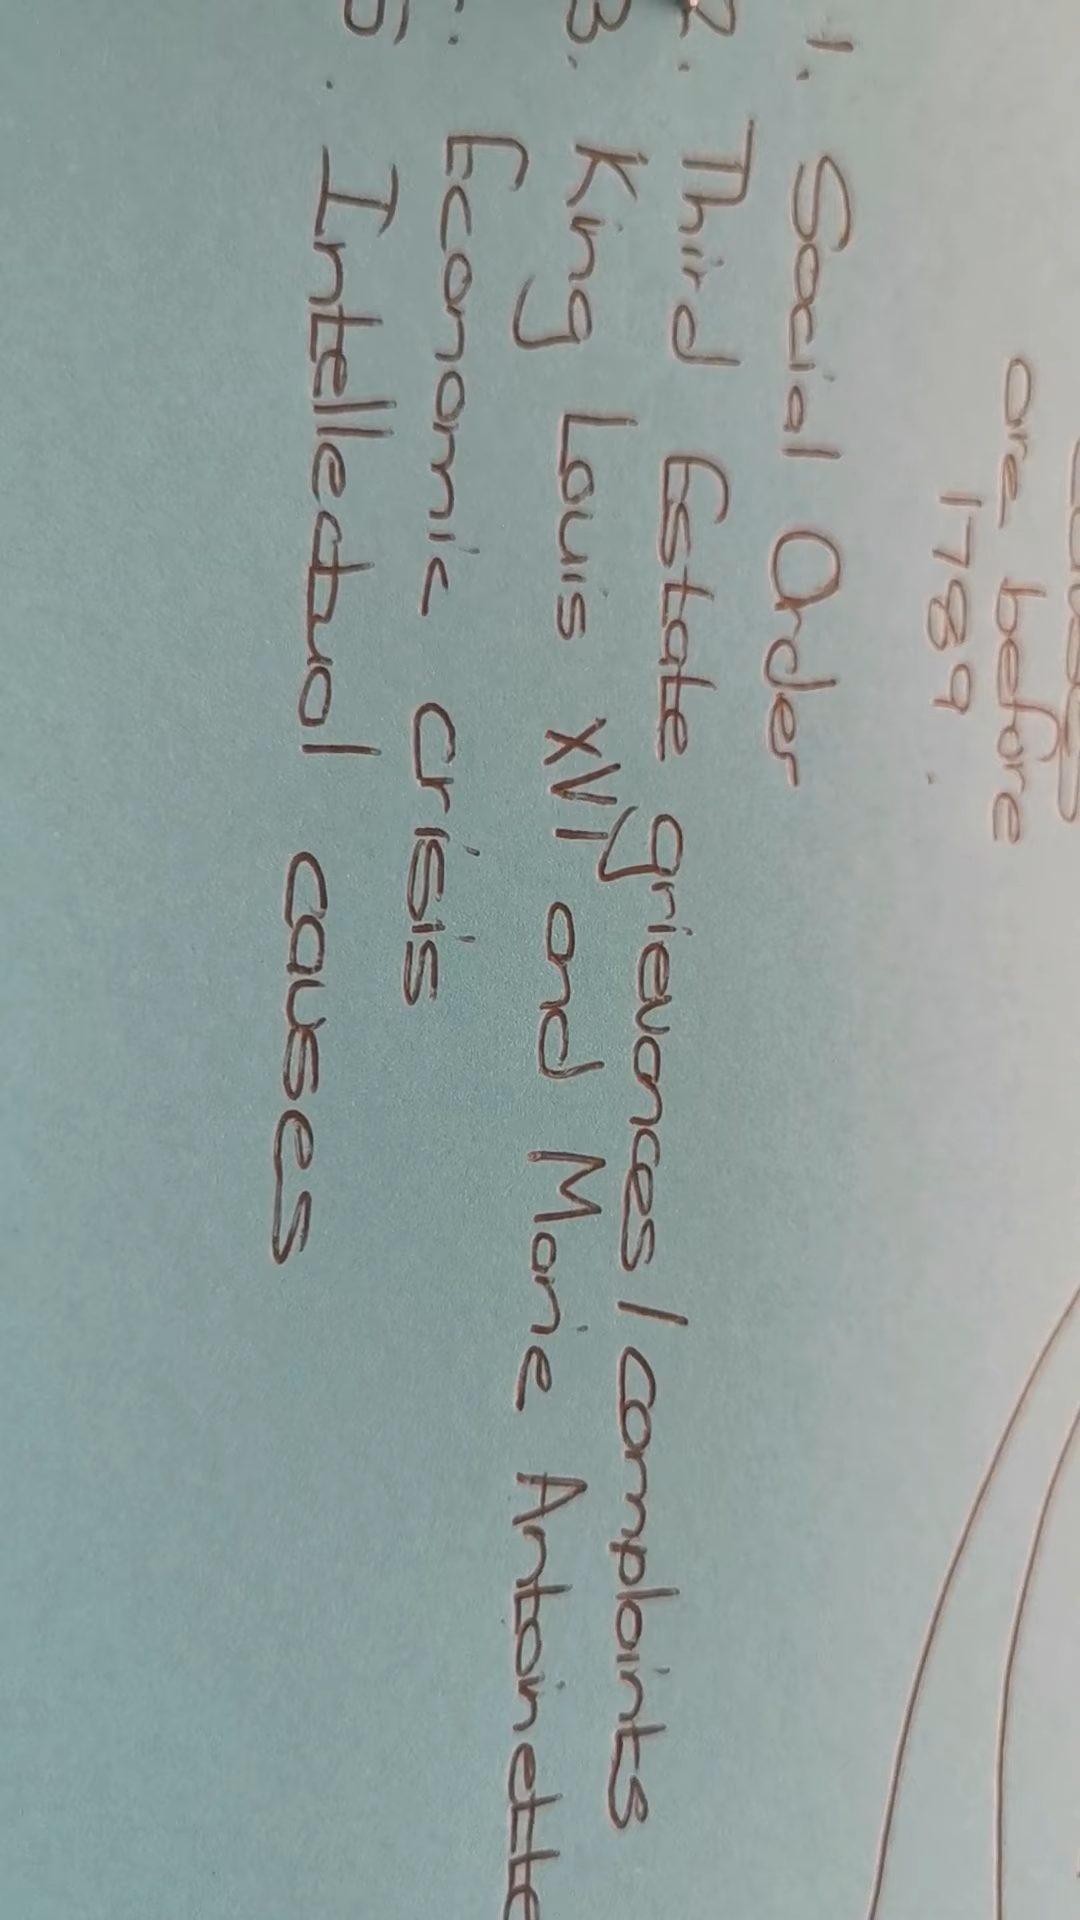 are before
1789.
1. Social Order
2. Third Estate grievances / complaints
3. King Louis XVI and Marie Antoinette
Economic crisis
5. Intellectual causes